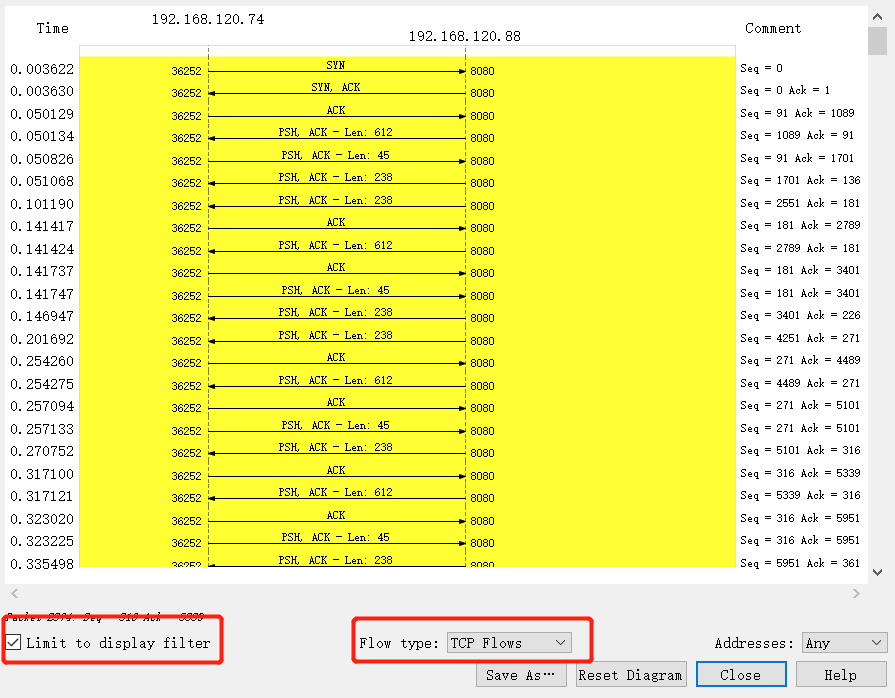 Time 192.168.120.74 192.168.120.88 Comment
0.003622 36252 SYN 8080 Seq = 0
0.003630 36252 SYN, ACK 8080 Seq = 0 Ack = 1
0.050129 36252 ACK 8080 Seq = 91 Ack = 1089
0.050134 36252 PSH, ACK - Len: 612 8080 Seq = 1089 Ack = 91
0.050826 36252 PSH, ACK - Len: 45 8080 Seq = 91 Ack = 1701
0.051068 36252 PSH, ACK - Len: 238 8080 Seq = 1701 Ack = 136
0.101190 36252 PSH, ACK - Len: 238 8080 Seq = 2551 Ack = 181
0.141417 36252 ACK 8080 Seq = 181 Ack = 2789
0.141424 36252 PSH, ACK - Len: 612 8080 Seq = 2789 Ack = 181
0.141737 36252 ACK 8080 Seq = 181 Ack = 3401
0.141747 36252 PSH, ACK - Len: 45 8080 Seq = 181 Ack = 3401
0.146947 36252 PSH, ACK - Len: 238 8080 Seq = 3401 Ack = 226
0.201692 36252 PSH, ACK - Len: 238 8080 Seq = 4251 Ack = 271
0.254260 36252 ACK 8080 Seq = 271 Ack = 4489
0.254275 36252 PSH, ACK - Len: 612 8080 Seq = 4489 Ack = 271
0.257094 36252 ACK 8080 Seq = 271 Ack = 5101
0.257133 36252 PSH, ACK - Len: 45 8080 Seq = 271 Ack = 5101
0.270752 36252 PSH, ACK - Len: 238 8080 Seq = 5101 Ack = 316
0.317100 36252 ACK 8080 Seq = 316 Ack = 5339
0.317121 36252 PSH, ACK - Len: 612 8080 Seq = 5339 Ack = 316
0.323020 36252 ACK 8080 Seq = 316 Ack = 5951
0.323225 36252 PSH, ACK - Len: 45 8080 Seq = 316 Ack = 5951
0.335498 36252 PSH, ACK - Len: 238 8080 Seq = 5951 Ack = 361
Limit to display filter Flow type: TCP Flows Addresses: Any
Save As… Reset Diagram Close Help